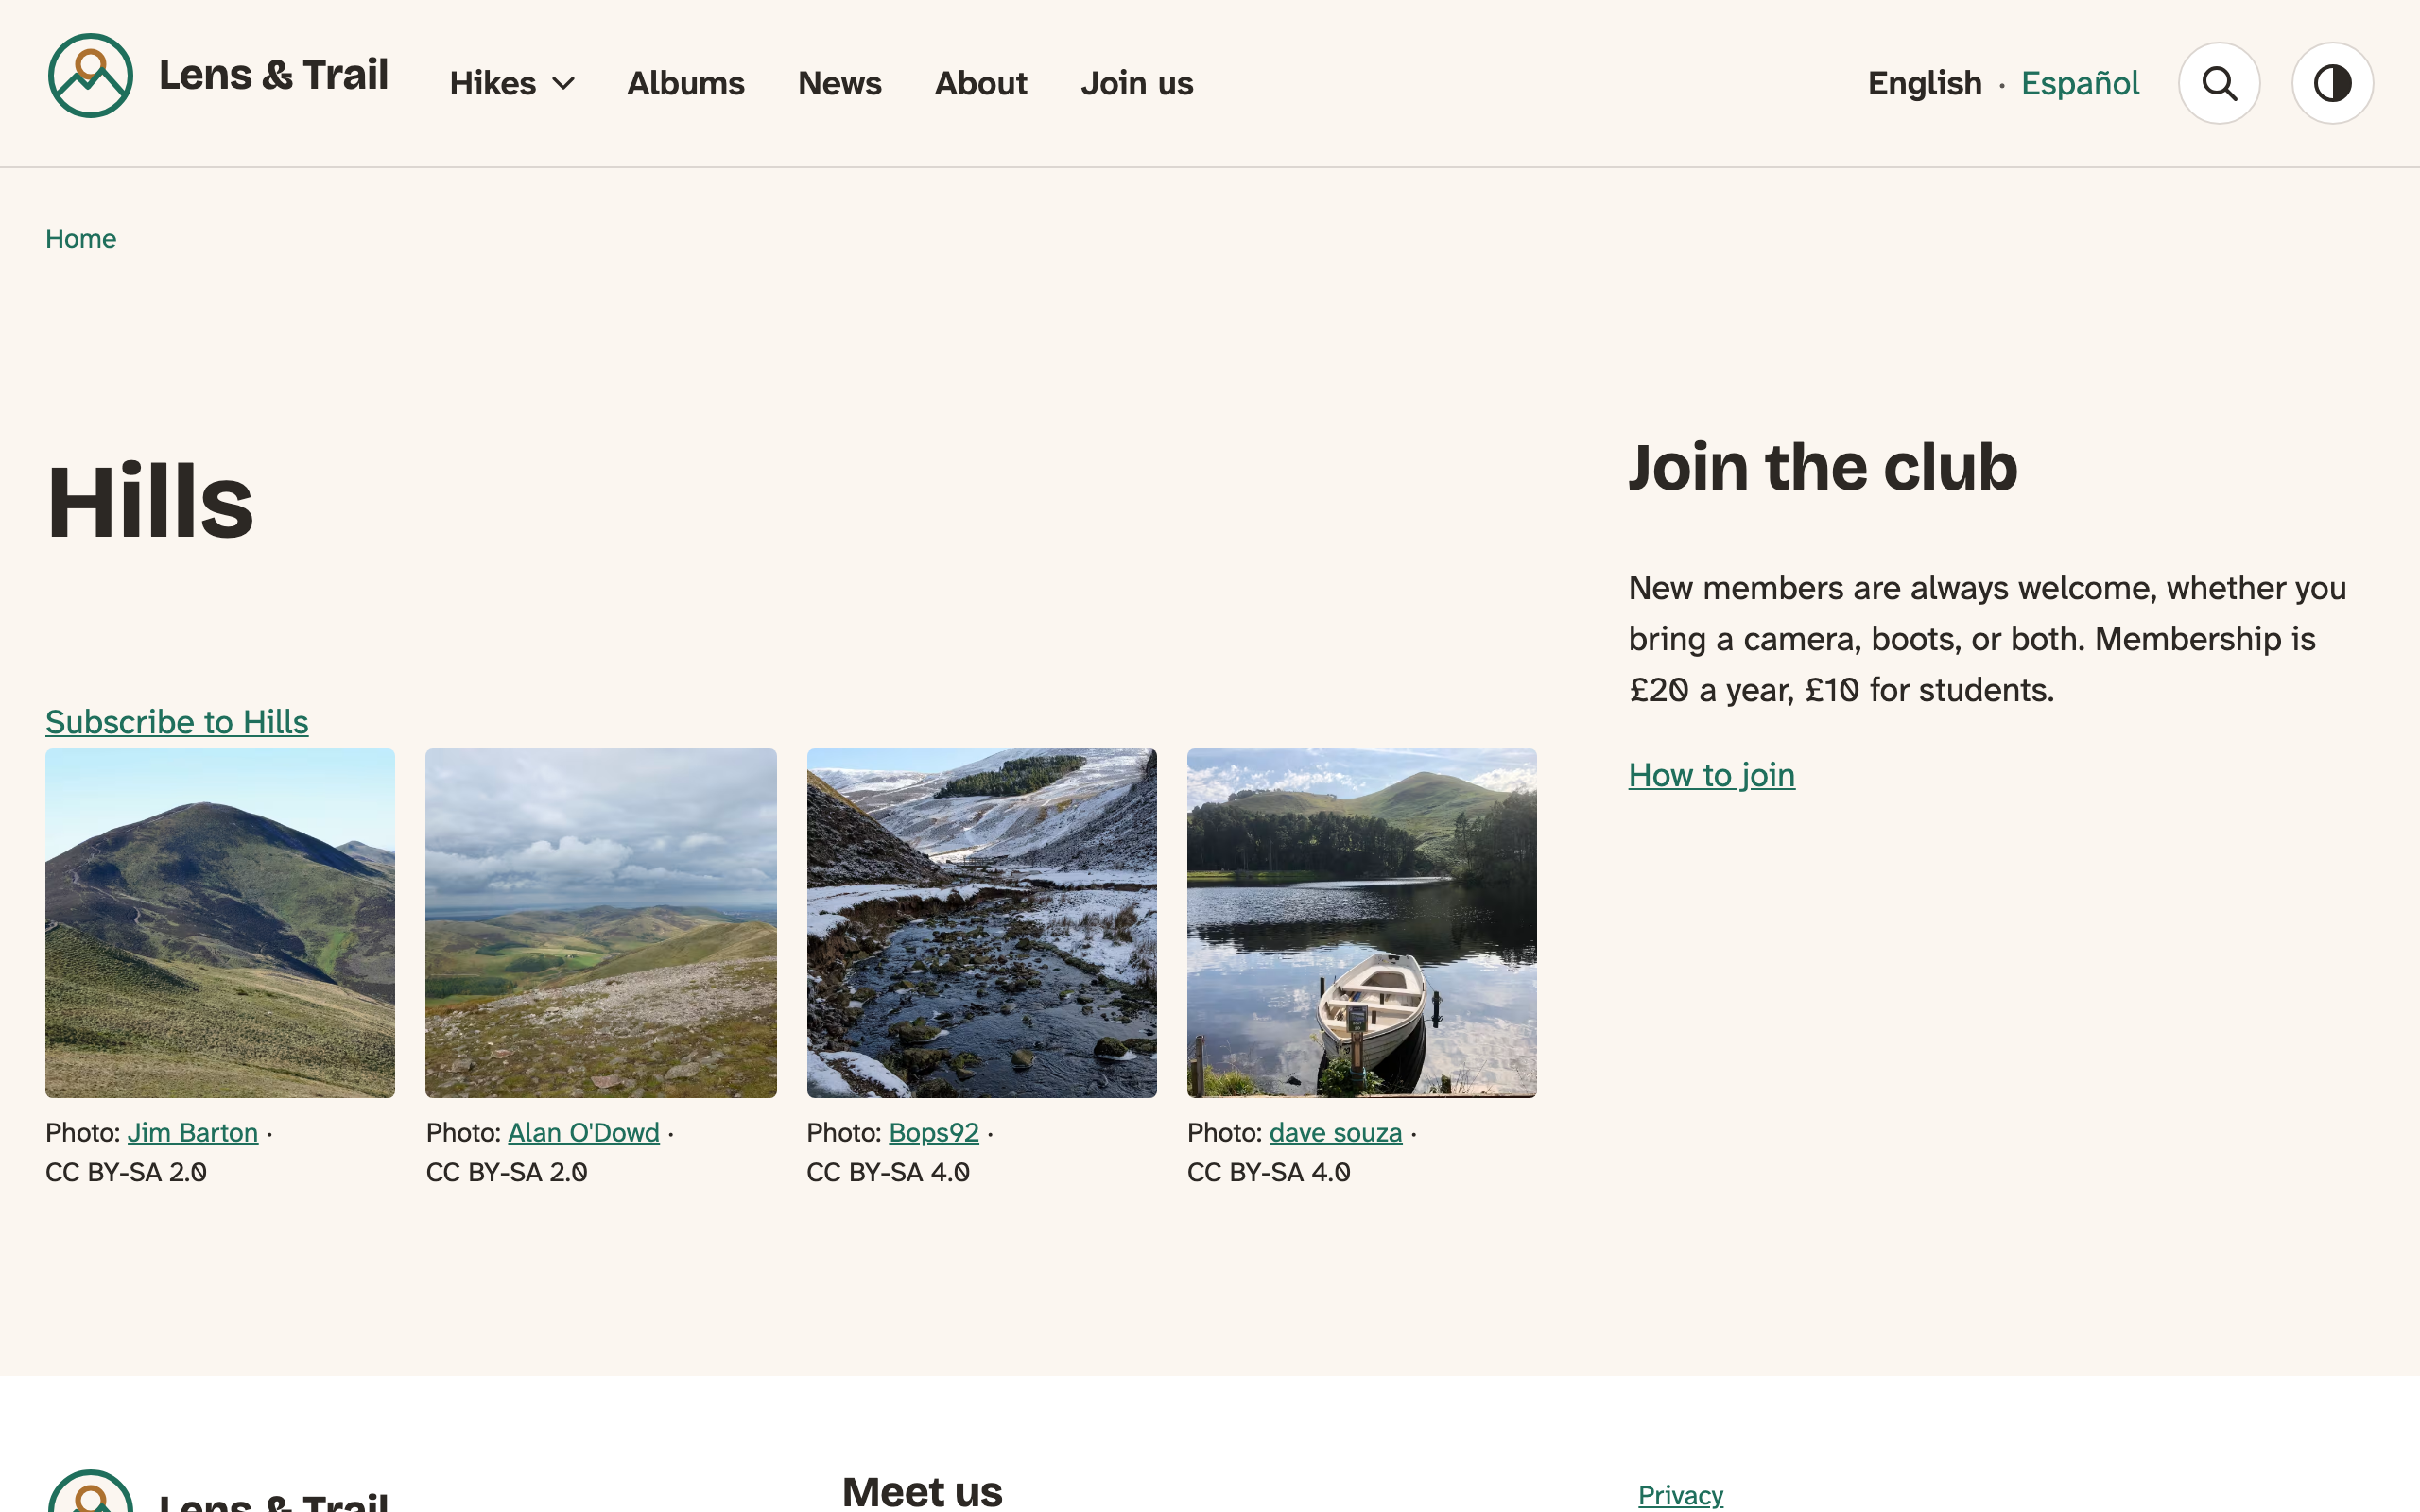 Lens & Trail
Hikes
Albums
News
About
Join us
English · Español
Home
Hills
Subscribe to Hills
Photo: Jim Barton ·
CC BY-SA 2.0
Photo: Alan O'Dowd ·
CC BY-SA 2.0
Photo: Bops92 ·
CC BY-SA 4.0
Photo: dave souza ·
CC BY-SA 4.0
Join the club
New members are always welcome, whether you
bring a camera, boots, or both. Membership is
£20 a year, £10 for students.
How to join
Lens & Trail
Meet us
Privacy